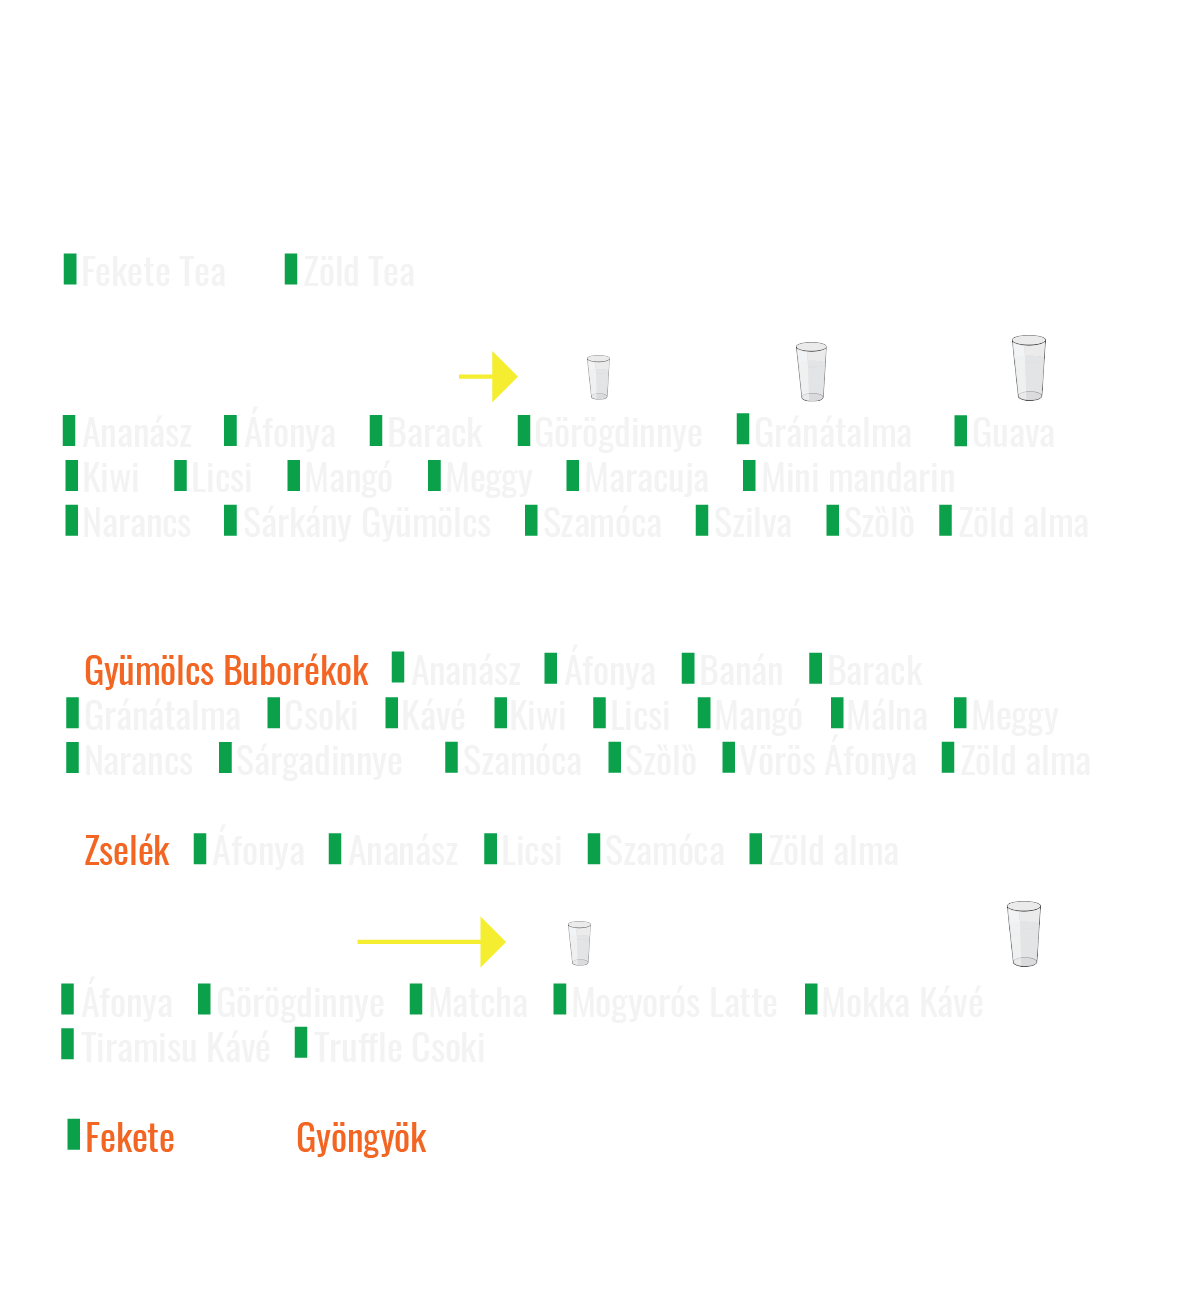 Fekete Tea Zöld Tea
Ananász Áfonya Barack Görögdinnye Gránátalma Guava
Kiwi Licsi Mangó Meggy Maracuja Mini mandarin
Narancs Sárkány Gyümölcs Szamóca Szilva Szȍlȍ Zöld alma
Gyümölcs Buborékok Ananász Áfonya Banán Barack
Gránátalma Csoki Kávé Kiwi Licsi Mangó Málna Meggy
Narancs Sárgadinnye Szamóca Szȍlȍ Vörös Áfonya Zöld alma
Zselék Áfonya Ananász Licsi Szamóca Zöld alma
Áfonya Görögdinnye Matcha Mogyorós Latte Mokka Kávé
Tiramisu Kávé Truffle Csoki
Fekete Gyöngyök